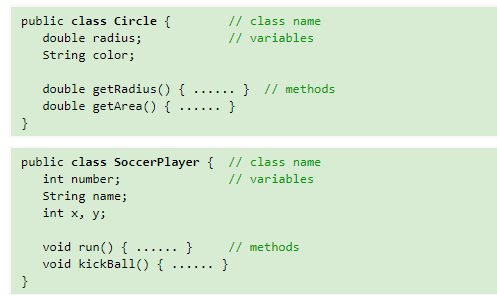 public class Circle {        // class name
   double radius;            // variables
   String color;

   double getRadius() { ...... }  // methods
   double getArea() { ...... }
}
public class SoccerPlayer {  // class name
   int number;               // variables
   String name;
   int x, y;

   void run() { ...... }     // methods
   void kickBall() { ...... }
}